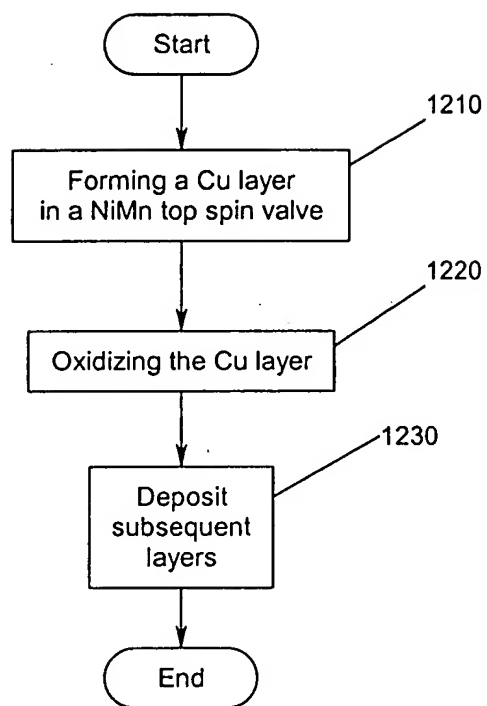 Start
1210
Forming a Cu layer
in a NiMn top spin valve
1220
Oxidizing the Cu layer
1230
Deposit
subsequent
layers
End